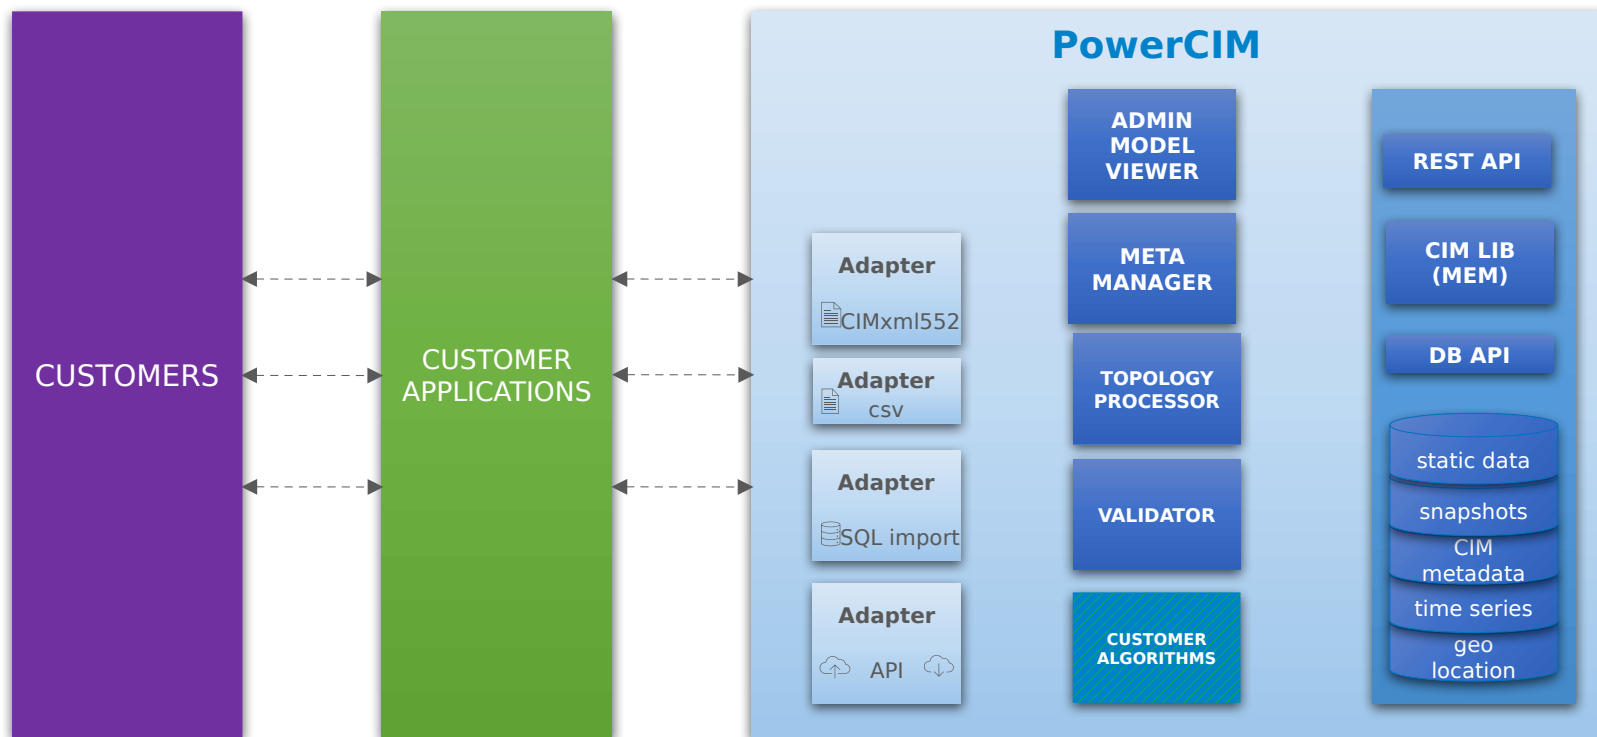 CUSTOMERS
CUSTOMER
APPLICATIONS
PowerCIM
Adapter
CIMxml552
Adapter
csv
Adapter
SQL import
Adapter
API
ADMIN
MODEL
VIEWER
META
MANAGER
TOPOLOGY
PROCESSOR
VALIDATOR
CUSTOMER
ALGORITHMS
REST API
CIM LIB
(MEM)
DB API
static data
snapshots
CIM
metadata
time series
geo
location